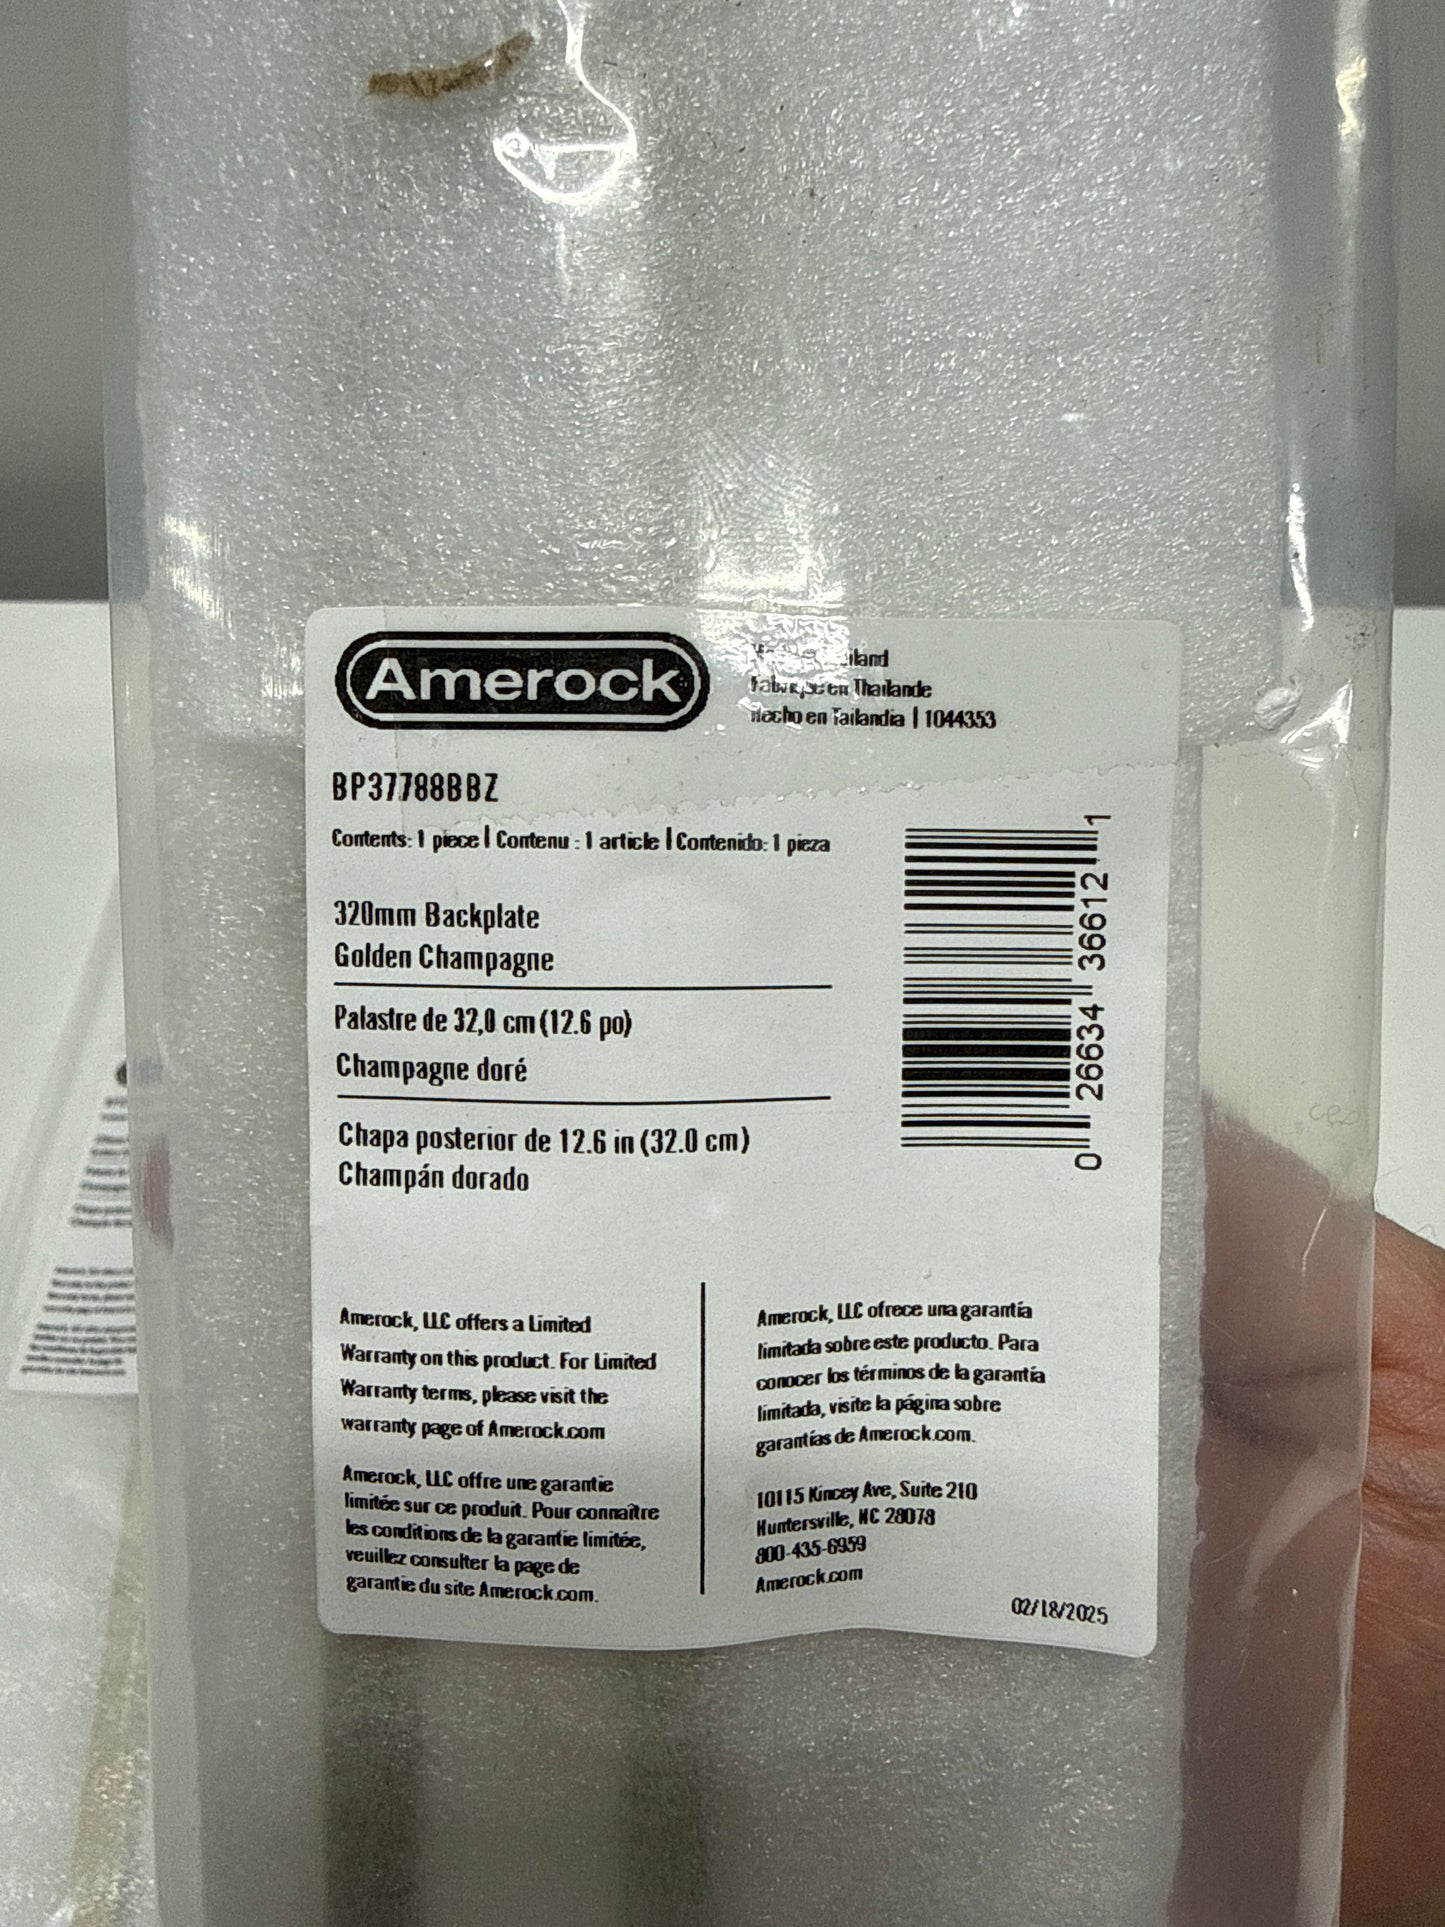 Amerock
Fabriqué en Thaïlande
Hecho en Tailandia | 1044353
BP37788BBZ
Contents: 1 piece | Contenu : 1 article | Contenido: 1 pieza
320mm Backplate
Golden Champagne
Palastre de 32,0 cm (12.6 po)
Champagne doré
Chapa posterior de 12.6 in (32.0 cm)
Champán dorado
0 26634 36612 1
Amerock, LLC offers a Limited
Warranty on this product. For Limited
Warranty terms, please visit the
warranty page of Amerock.com
Amerock, LLC offre une garantie
limitée sur ce produit. Pour connaître
les conditions de la garantie limitée,
veuillez consulter la page de
garantie du site Amerock.com.
Amerock, LLC ofrece una garantía
limitada sobre este producto. Para
conocer los términos de la garantía
limitada, visite la página sobre
garantías de Amerock.com.
10115 Kincey Ave, Suite 210
Huntersville, NC 28078
800-435-6959
Amerock.com
02/18/2025